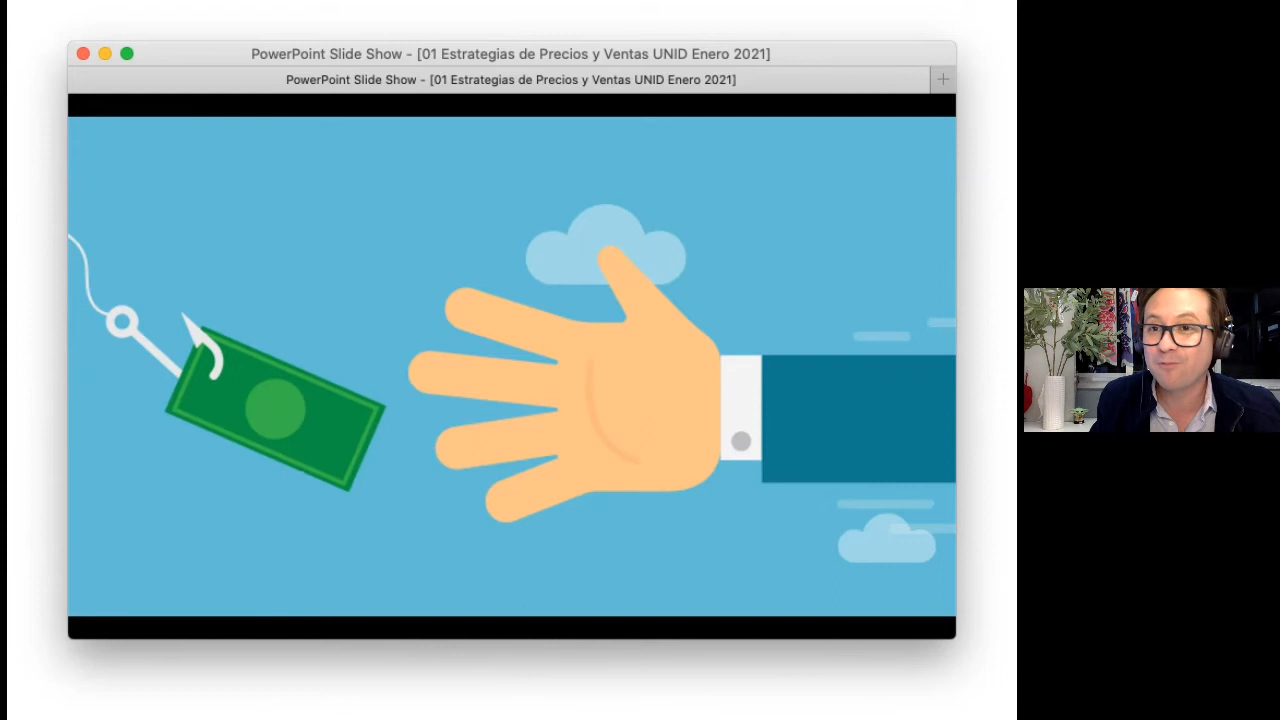 PowerPoint Slide Show - [01 Estrategias de Precios y Ventas UNID Enero 2021]
PowerPoint Slide Show - [01 Estrategias de Precios y Ventas UNID Enero 2021]